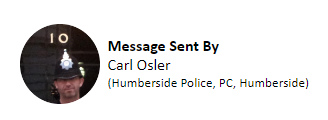 10
Message Sent By
Carl Osler
(Humberside Police, PC, Humberside)